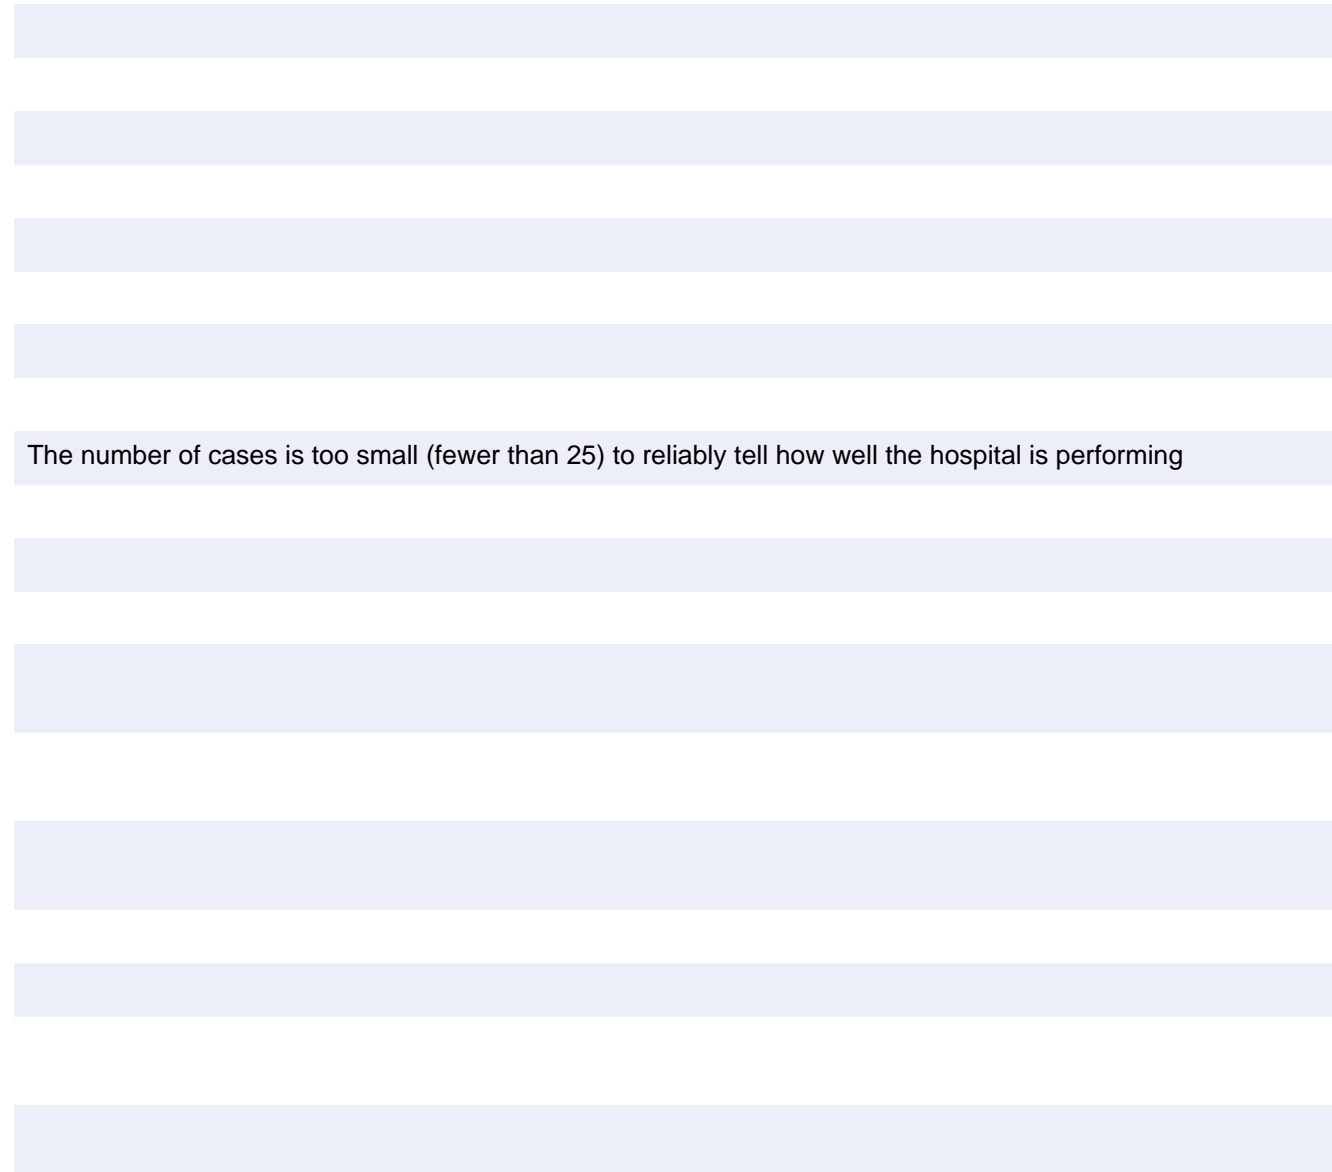 The number of cases is too small (fewer than 25) to reliably tell how well the hospital is performing